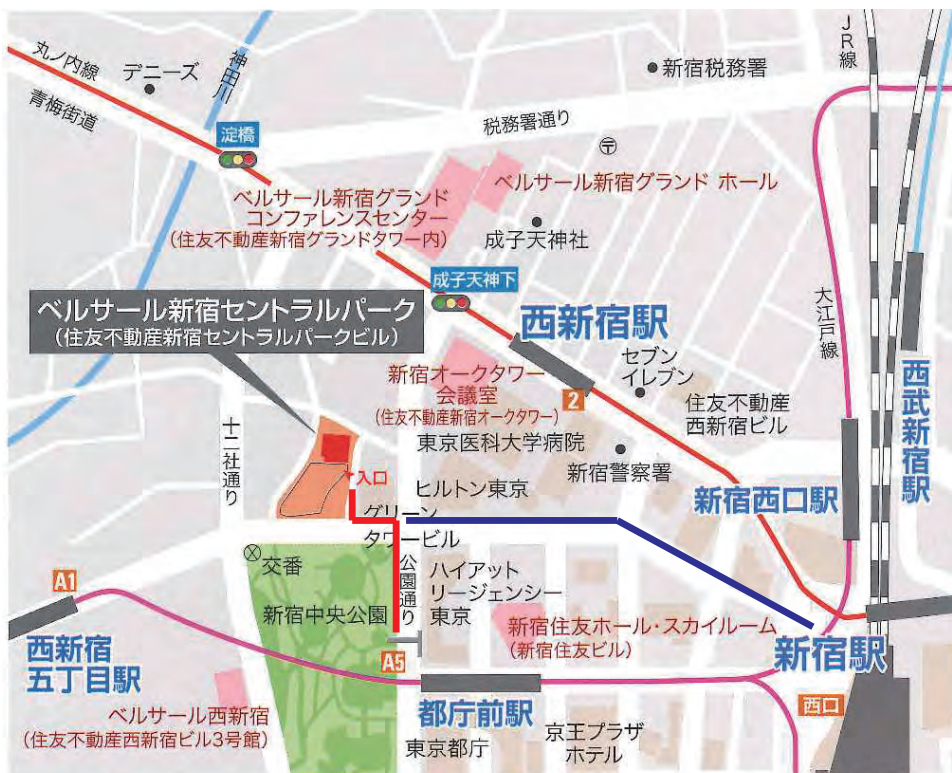 丸ノ内線
デニーズ
青梅街道
神田川
淀橋
新宿税務署
税務署通り
JR線
ベルサール新宿グランド
コンファレンスセンター
(住友不動産新宿グランドタワー内)
ベルサール新宿グランド ホール
成子天神社
成子天神下
ベルサール新宿セントラルパーク
(住友不動産新宿セントラルパークビル)
西新宿駅
大江戸線
西武新宿駅
新宿オークタワー
会議室
(住友不動産新宿オークタワー)
2
セブン
イレブン
住友不動産
西新宿ビル
東京医科大学病院
新宿警察署
十二社通り
入口
ヒルトン東京
新宿西口駅
グリーン
タワービル
交番
公園通り
ハイアット
リージェンシー
東京
A1
新宿中央公園
新宿住友ホール・スカイルーム
(新宿住友ビル)
新宿駅
西新宿
五丁目駅
A5
西口
都庁前駅
ベルサール西新宿
(住友不動産西新宿ビル3号館)
東京都庁
京王プラザ
ホテル